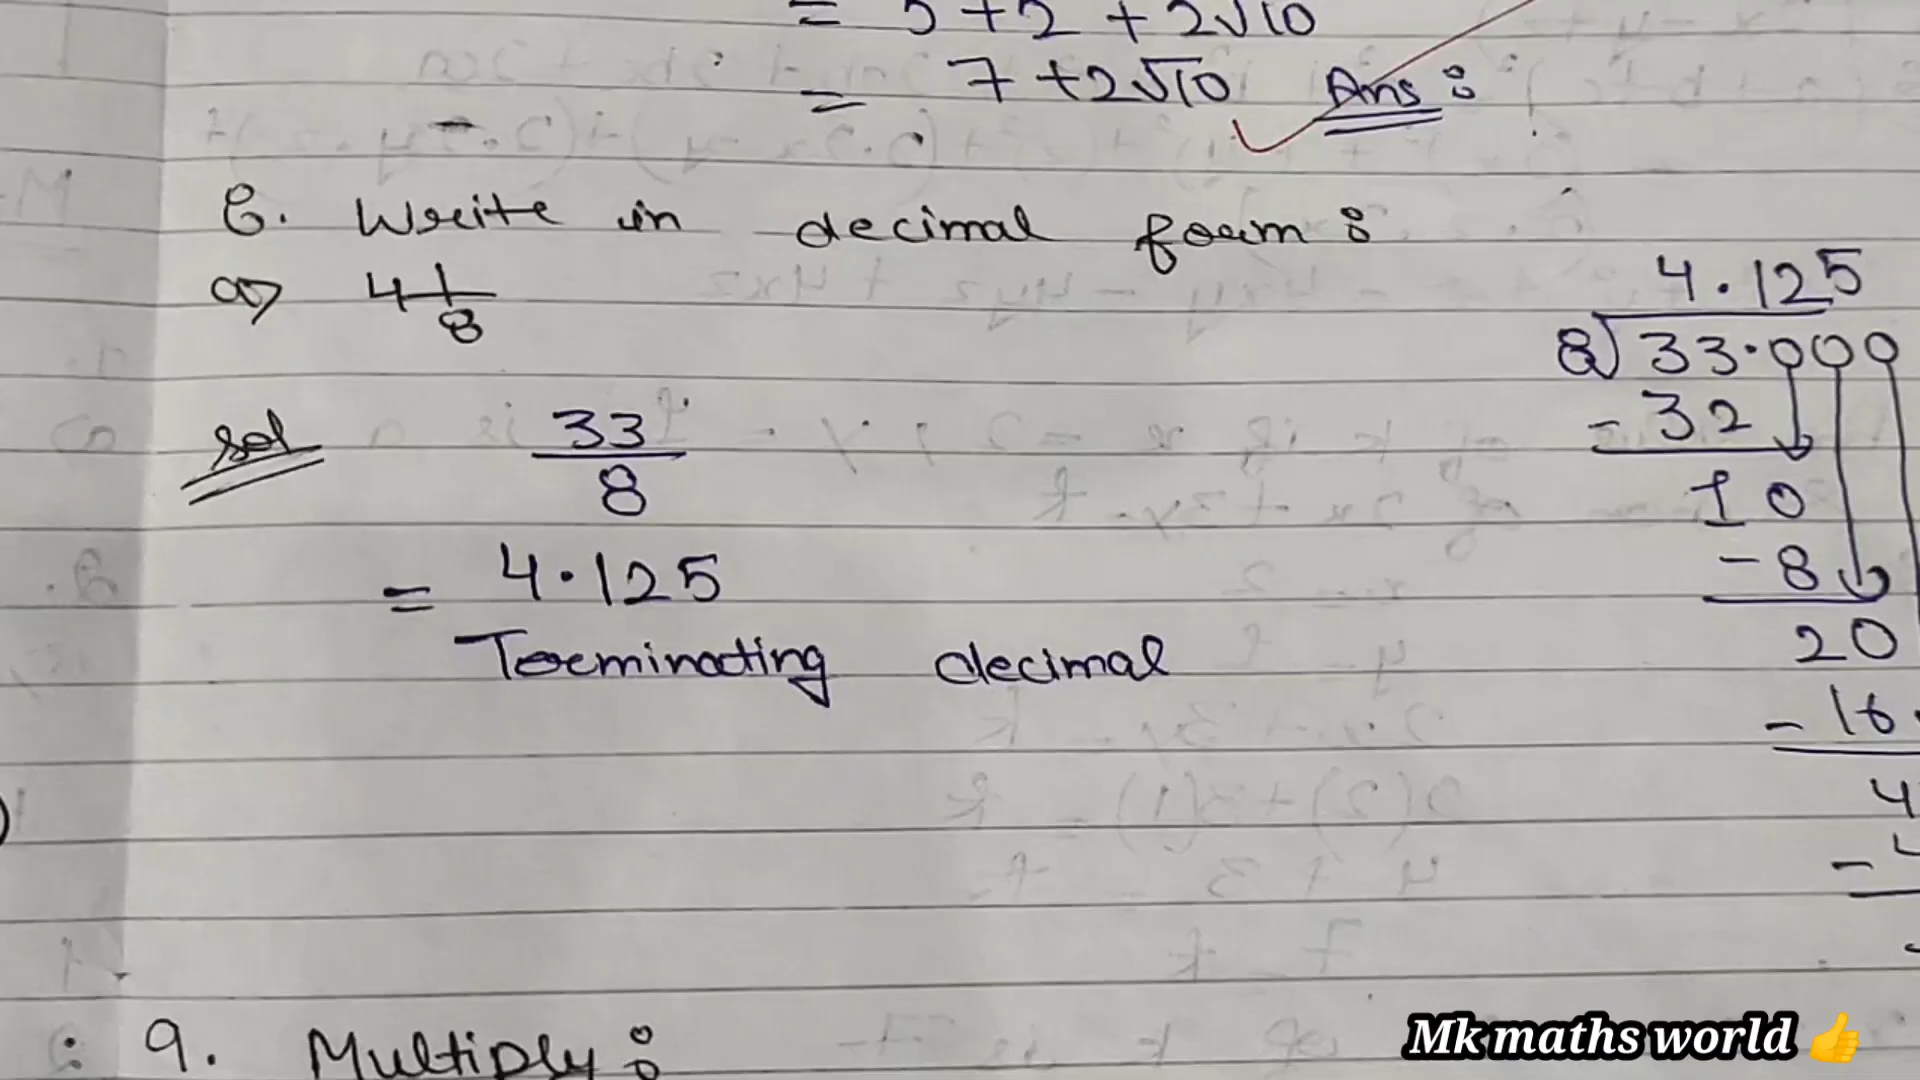 = 5 + 2 + 2√10
= 7 + 2√10 Ans :
8. Write in decimal form :
a) 4 1/8
Sol 33/8
= 4.125
Terminating decimal
4.125
8) 33.000
- 32
10
- 8
20
- 16
4
- 4
9. Multiply :
Mk maths world 👍